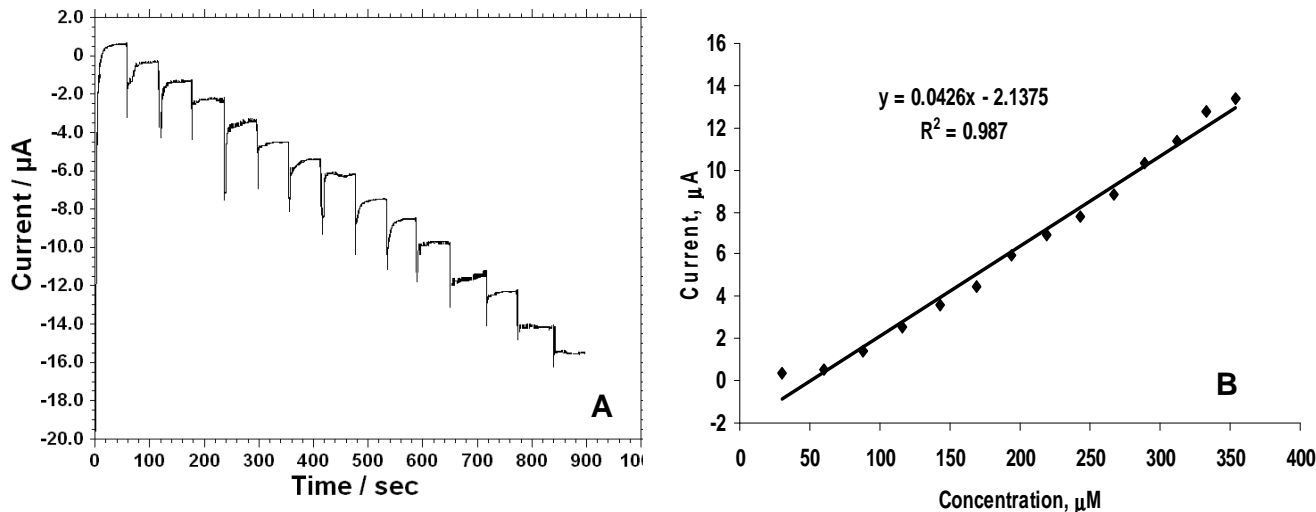 2.0
0
-2.0
-4.0
-6.0
-8.0
-10.0
-12.0
-14.0
-16.0
-18.0
-20.0
Current / µA
0 100 200 300 400 500 600 700 800 900 100
Time / sec
A
16
14
12
10
8
6
4
2
0
-2
Current, µA
y = 0.0426x - 2.1375
R² = 0.987
B
0 50 100 150 200 250 300 350 400
Concentration, µM